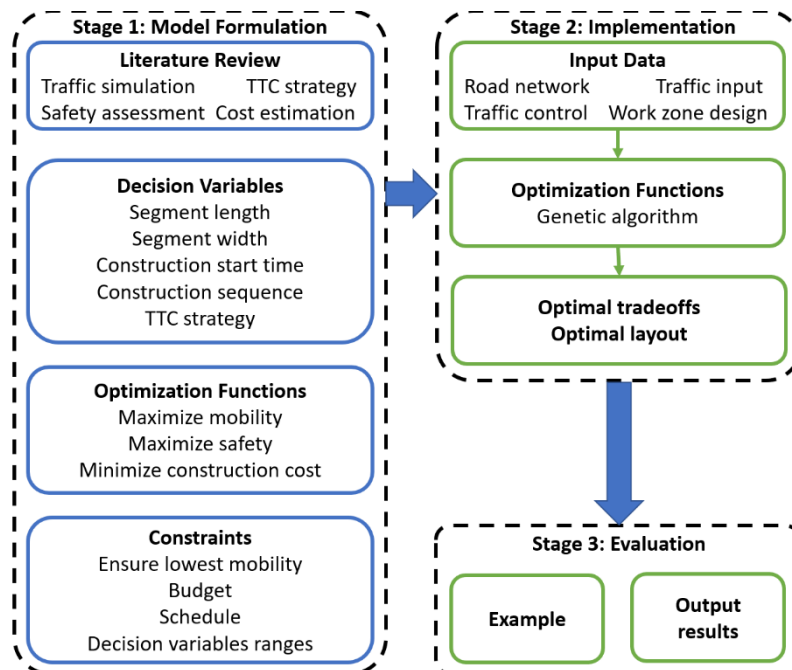 Stage 1: Model Formulation
Literature Review
Traffic simulation TTC strategy
Safety assessment Cost estimation
Decision Variables
Segment length
Segment width
Construction start time
Construction sequence
TTC strategy
Optimization Functions
Maximize mobility
Maximize safety
Minimize construction cost
Constraints
Ensure lowest mobility
Budget
Schedule
Decision variables ranges
Stage 2: Implementation
Input Data
Road network Traffic input
Traffic control Work zone design
Optimization Functions
Genetic algorithm
Optimal tradeoffs
Optimal layout
Stage 3: Evaluation
Example
Output
results